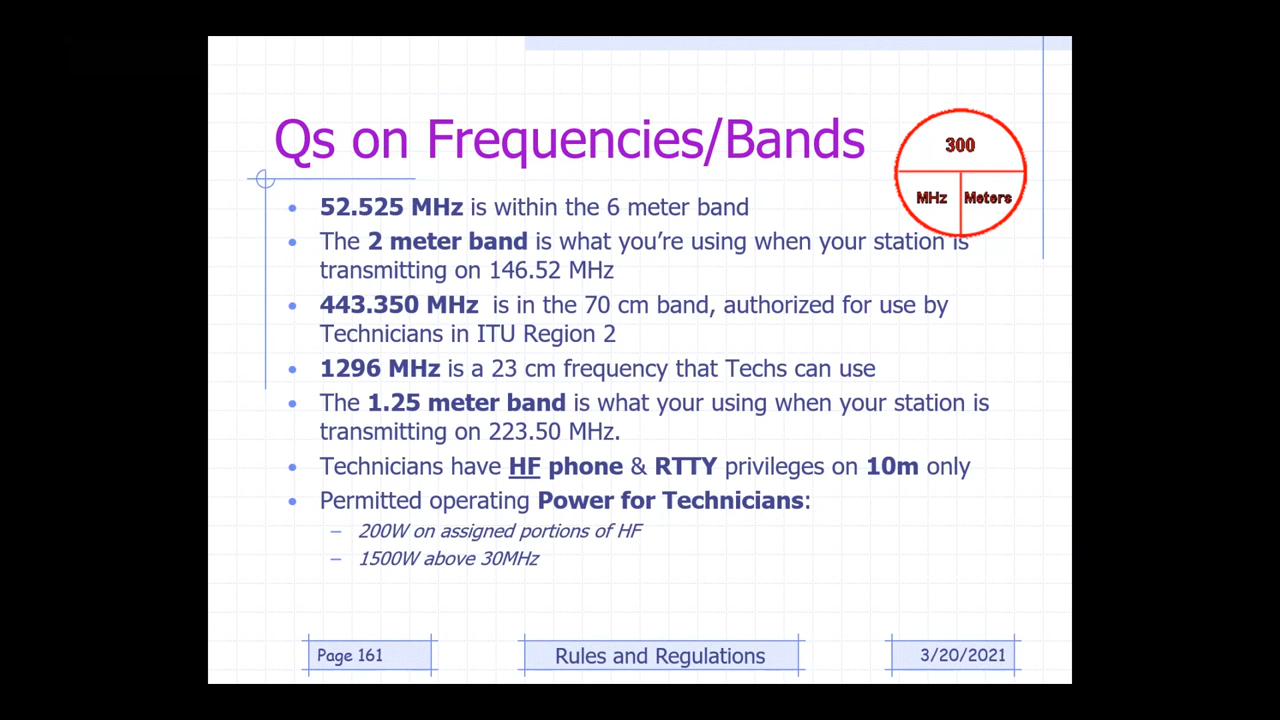 Qs on Frequencies/Bands
300
MHz Meters
• 52.525 MHz is within the 6 meter band
• The 2 meter band is what you’re using when your station is
transmitting on 146.52 MHz
• 443.350 MHz is in the 70 cm band, authorized for use by
Technicians in ITU Region 2
• 1296 MHz is a 23 cm frequency that Techs can use
• The 1.25 meter band is what your using when your station is
transmitting on 223.50 MHz.
• Technicians have HF phone & RTTY privileges on 10m only
• Permitted operating Power for Technicians:
– 200W on assigned portions of HF
– 1500W above 30MHz
Page 161
Rules and Regulations
3/20/2021